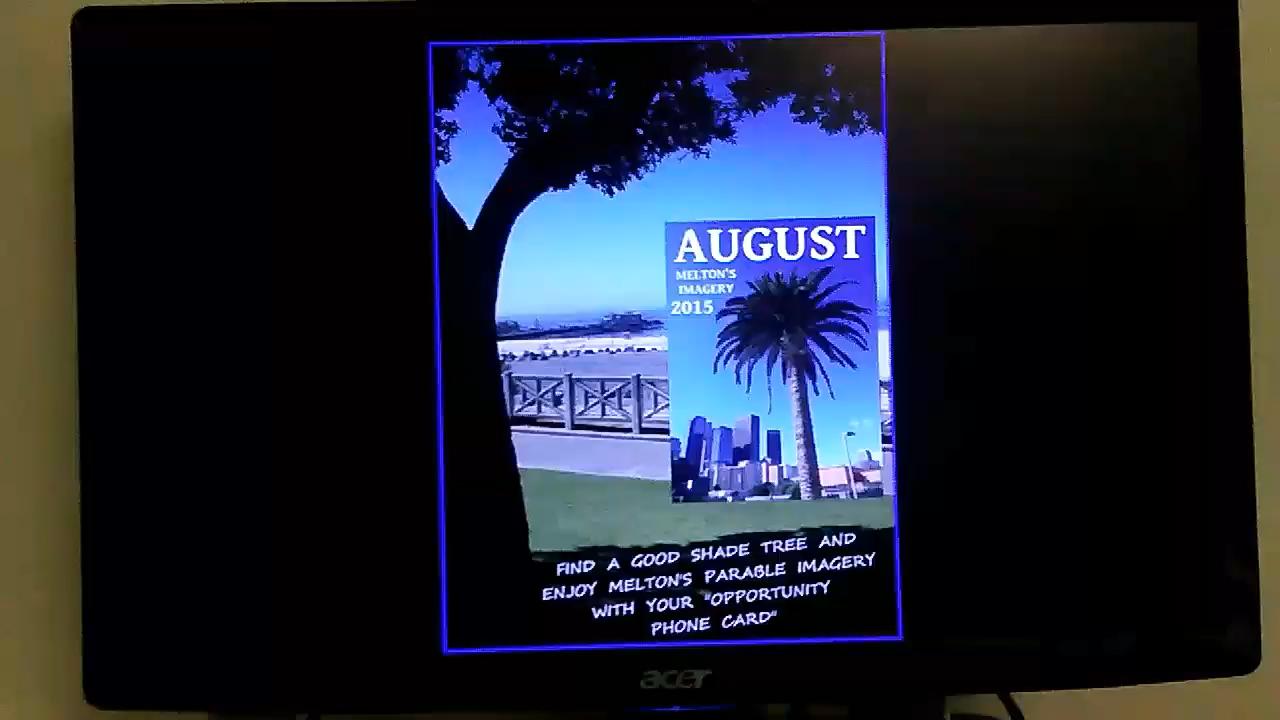 AUGUST
MELTON'S
IMAGERY
2015
FIND A GOOD SHADE TREE AND
ENJOY MELTON'S PARABLE IMAGERY
WITH YOUR "OPPORTUNITY
PHONE CARD"
acer